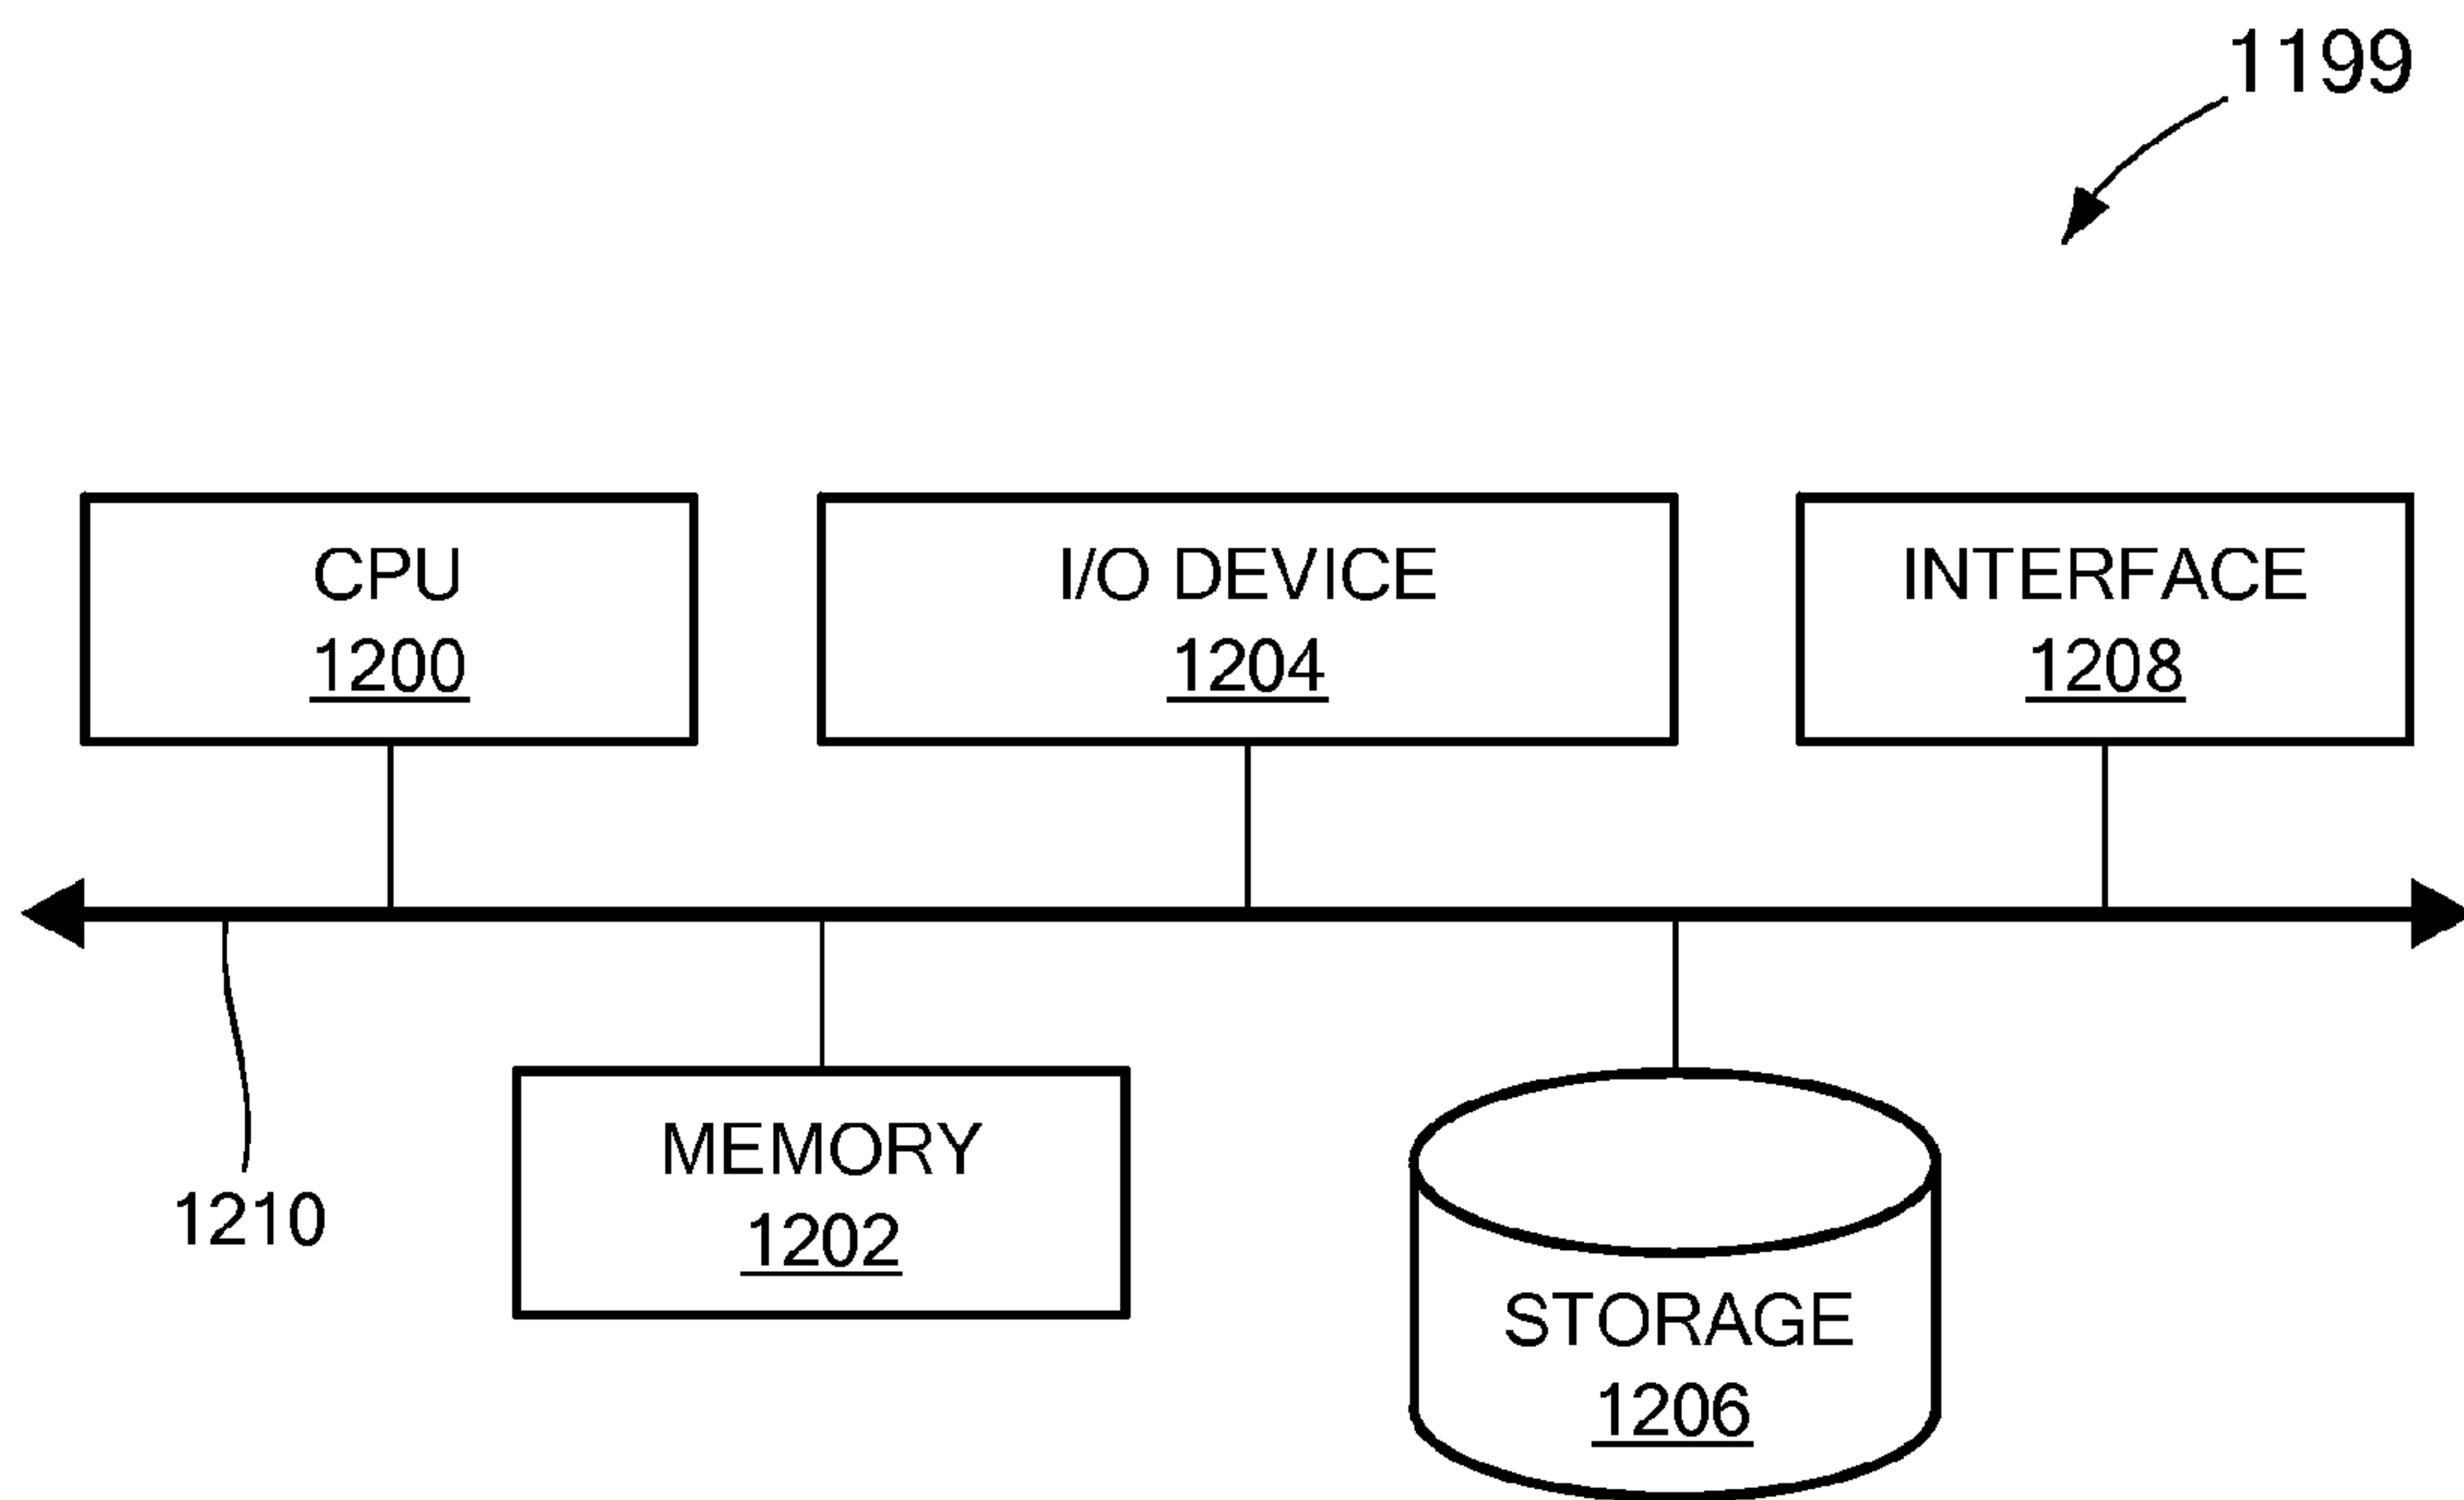 1199
CPU
1200
I/O DEVICE
1204
INTERFACE
1208
1210
MEMORY
1202
STORAGE
1206